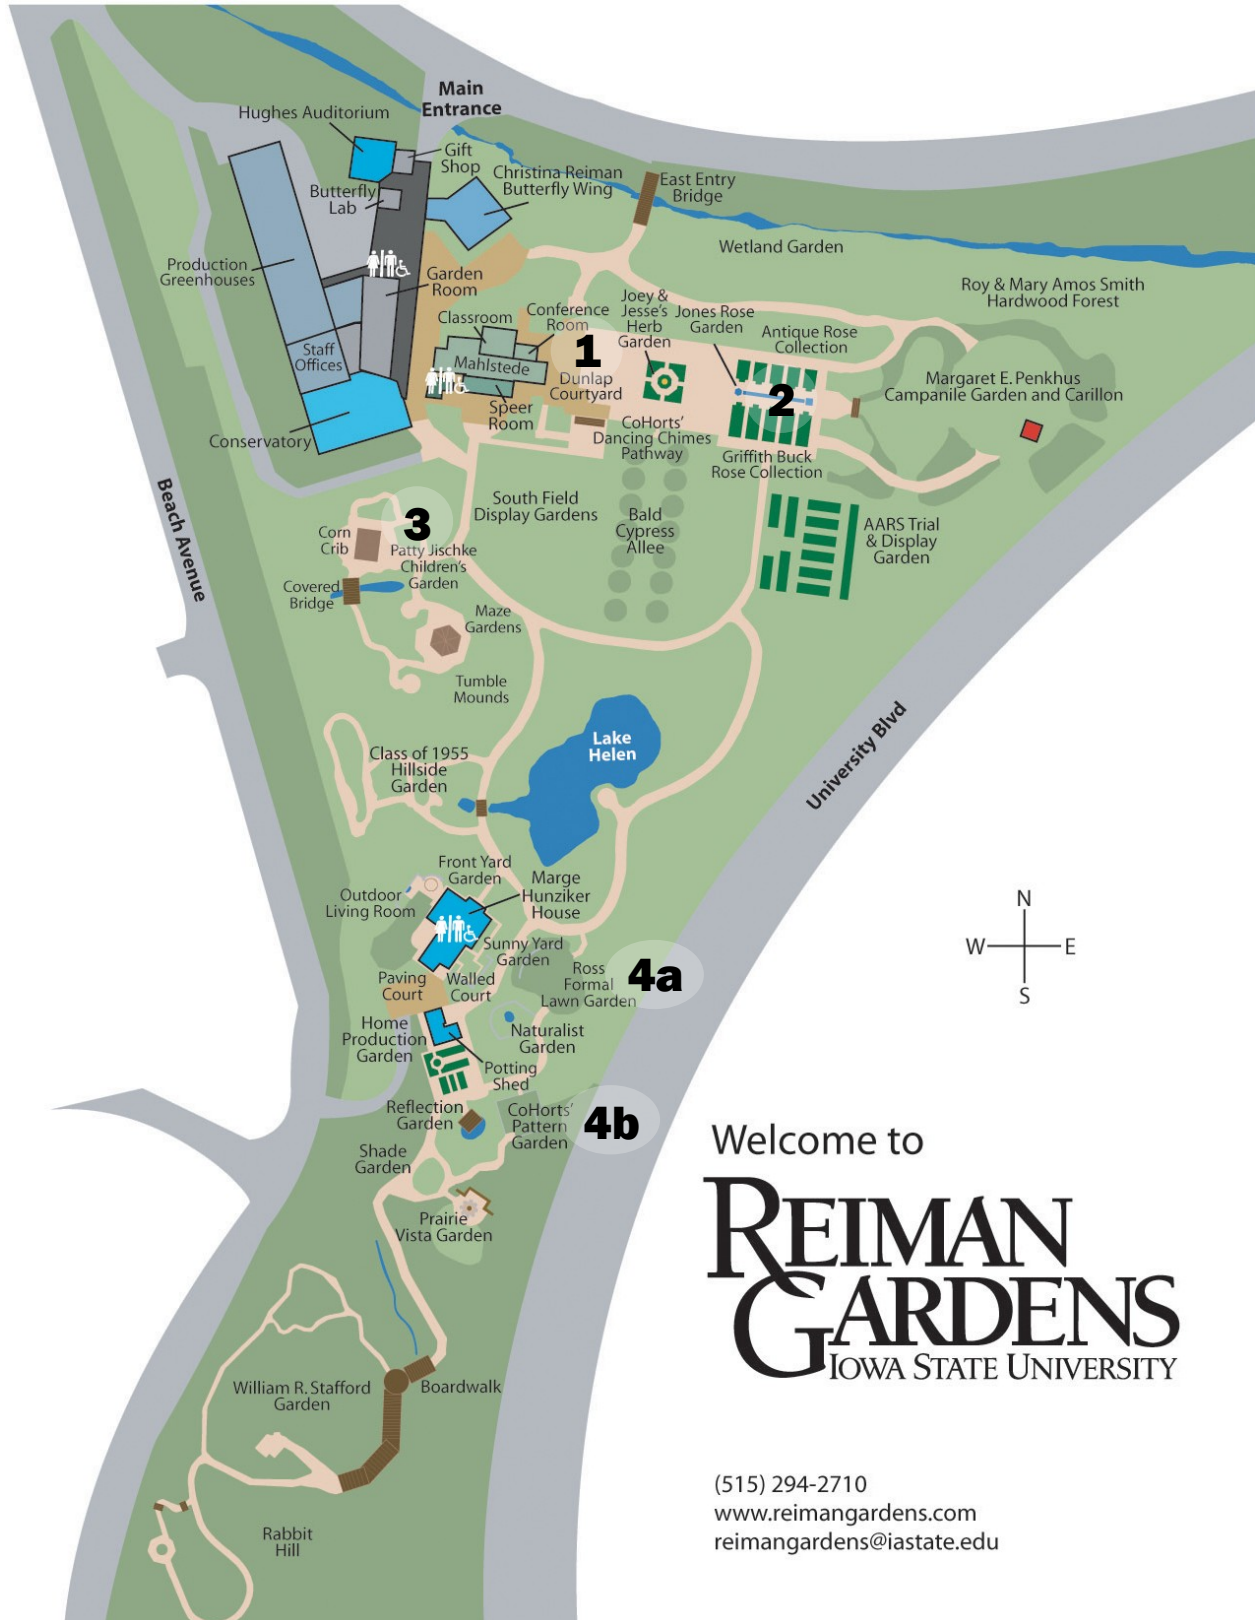 Main
Entrance
Hughes Auditorium
Gift
Shop
Christina Reiman
Butterfly Wing
East Entry
Bridge
Butterfly
Lab
Wetland Garden
Production
Greenhouses
Garden
Room
Roy & Mary Amos Smith
Hardwood Forest
Classroom
Conference
Room
Joey &
Jesse's
Herb
Garden
Jones Rose
Garden
Antique Rose
Collection
1
Staff
Offices
Mahlstede
Dunlap
Courtyard
2
Margaret E. Penkhus
Campanile Garden and Carillon
Speer
Room
Conservatory
CoHorts'
Dancing Chimes
Pathway
Griffith Buck
Rose Collection
Beach Avenue
South Field
Display Gardens
Bald
Cypress
Allee
AARS Trial
& Display
Garden
3
Corn
Crib
Patty Jischke
Children's
Garden
Covered
Bridge
Maze
Gardens
Tumble
Mounds
Lake
Helen
University Blvd
Class of 1955
Hillside
Garden
Front Yard
Garden
Marge
Hunziker
House
Outdoor
Living Room
N
W
E
S
Sunny Yard
Garden
Ross
Formal
Lawn Garden
4a
Paving
Court
Walled
Court
Home
Production
Garden
Naturalist
Garden
Potting
Shed
Reflection
Garden
CoHorts'
Pattern
Garden
4b
Shade
Garden
Prairie
Vista Garden
Welcome to
REIMAN
GARDENS
IOWA STATE UNIVERSITY
William R. Stafford
Garden
Boardwalk
Rabbit
Hill
(515) 294-2710
www.reimangardens.com
reimangardens@iastate.edu